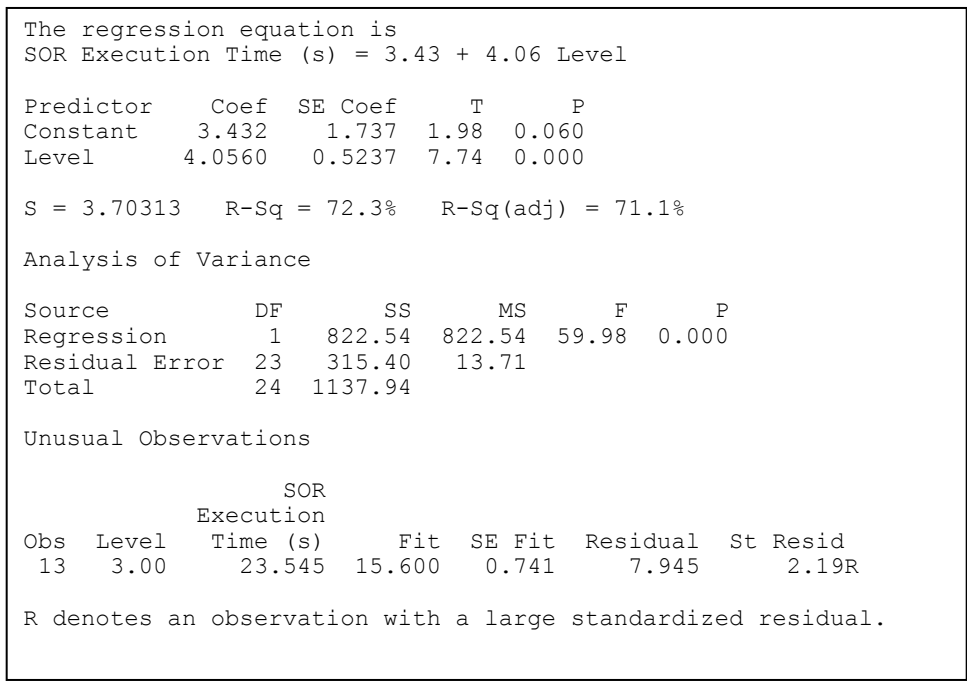 The regression equation is
SOR Execution Time (s) = 3.43 + 4.06 Level
Predictor Coef SE Coef T P
Constant 3.432 1.737 1.98 0.060
Level 4.0560 0.5237 7.74 0.000
S = 3.70313 R-Sq = 72.3% R-Sq(adj) = 71.1%
Analysis of Variance
Source DF SS MS F P
Regression 1 822.54 822.54 59.98 0.000
Residual Error 23 315.40 13.71
Total 24 1137.94
Unusual Observations
SOR
Execution
Obs Level Time (s) Fit SE Fit Residual St Resid
13 3.00 23.545 15.600 0.741 7.945 2.19R
R denotes an observation with a large standardized residual.